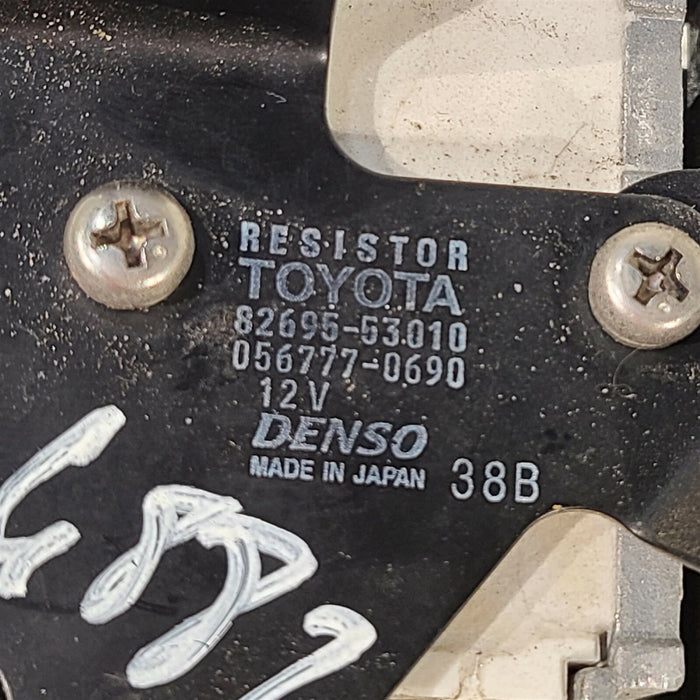 RESISTOR
TOYOTA
82695-53010
056777-0690
12V
DENSO
MADE IN JAPAN 38B